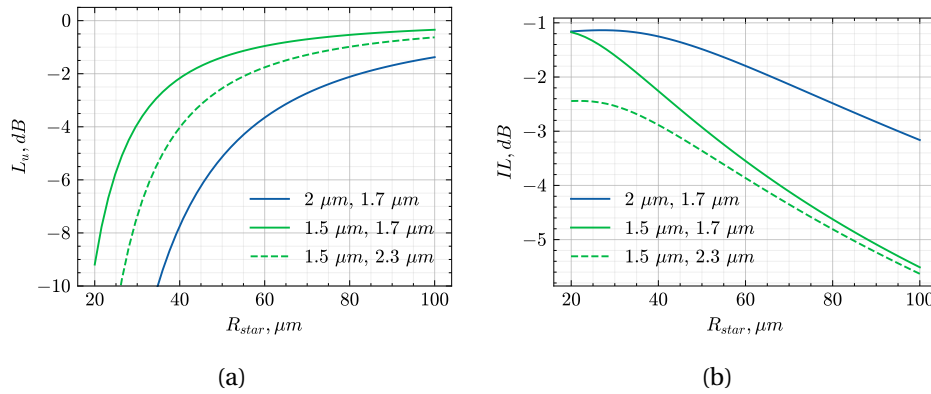 0
−2
−4
−6
−8
−10
L_u, dB
2 μm, 1.7 μm
1.5 μm, 1.7 μm
1.5 μm, 2.3 μm
20 40 60 80 100
R_star, μm
(a)
−1
−2
−3
−4
−5
IL, dB
2 μm, 1.7 μm
1.5 μm, 1.7 μm
1.5 μm, 2.3 μm
20 40 60 80 100
R_star, μm
(b)